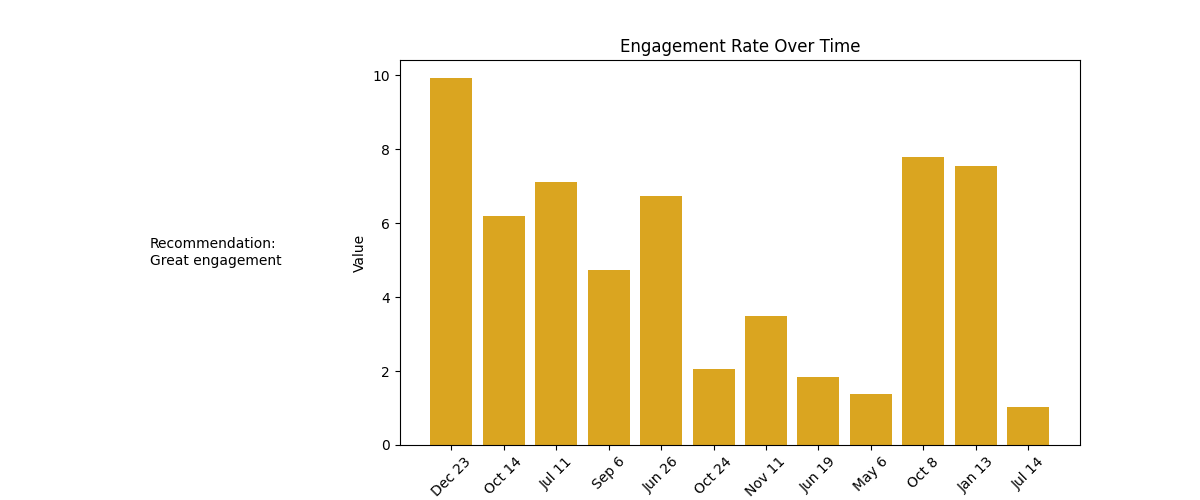 Engagement Rate Over Time
Recommendation:
Great engagement
Value
10
8
6
4
2
0
Dec 23
Oct 14
Jul 11
Sep 6
Jun 26
Oct 24
Nov 11
Jun 19
May 6
Oct 8
Jan 13
Jul 14